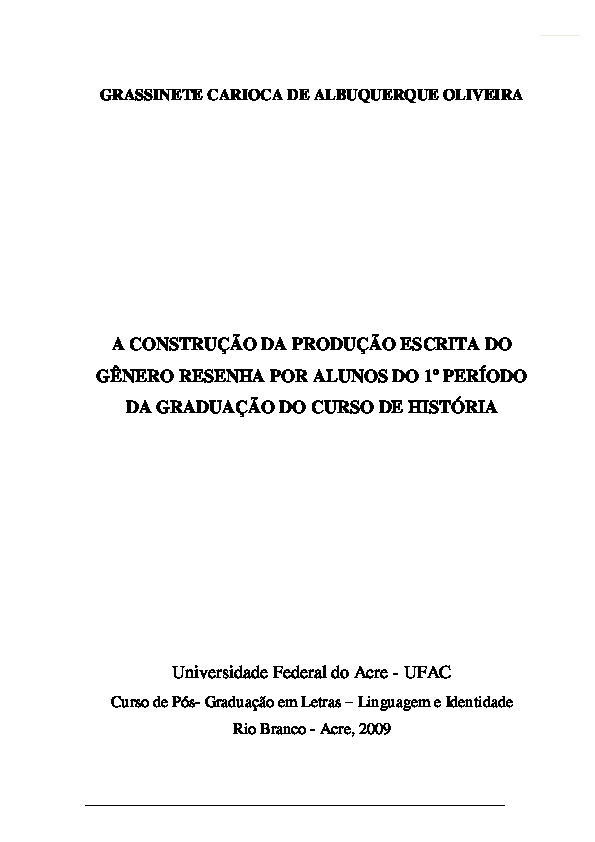 GRASSINETE CARIOCA DE ALBUQUERQUE OLIVEIRA
A CONSTRUÇÃO DA PRODUÇÃO ESCRITA DO
GÊNERO RESENHA POR ALUNOS DO 1º PERÍODO
DA GRADUAÇÃO DO CURSO DE HISTÓRIA
Universidade Federal do Acre - UFAC
Curso de Pós- Graduação em Letras – Linguagem e Identidade
Rio Branco - Acre, 2009